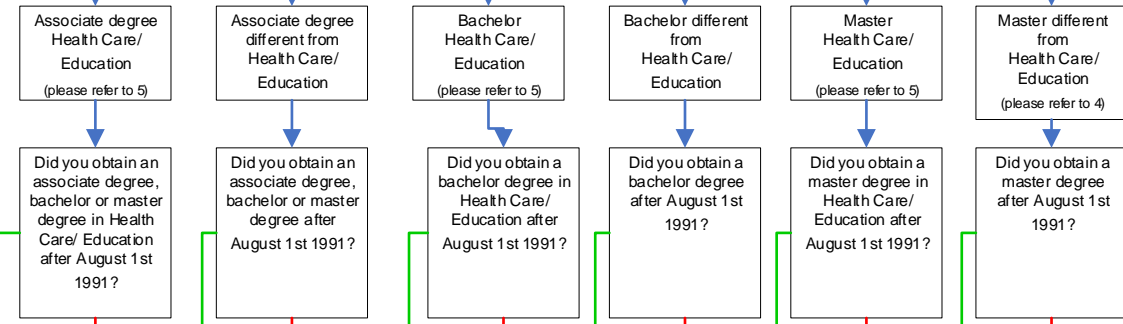 Associate degree
Health Care/
Education
(please refer to 5)
Associate degree
different from
Health Care/
Education
Bachelor
Health Care/
Education
(please refer to 5)
Bachelor different
from
Health Care/
Education
Master
Health Care/
Education
(please refer to 5)
Master different
from
Health Care/
Education
(please refer to 4)
Did you obtain an
associate degree,
bachelor or master
degree in Health
Care/ Education
after August 1st
1991?
Did you obtain an
associate degree,
bachelor or master
degree after
August 1st 1991?
Did you obtain a
bachelor degree in
Health Care/
Education after
August 1st 1991?
Did you obtain a
bachelor degree
after August 1st
1991?
Did you obtain a
master degree in
Health Care/
Education after
August 1st 1991?
Did you obtain a
master degree
after August 1st
1991?